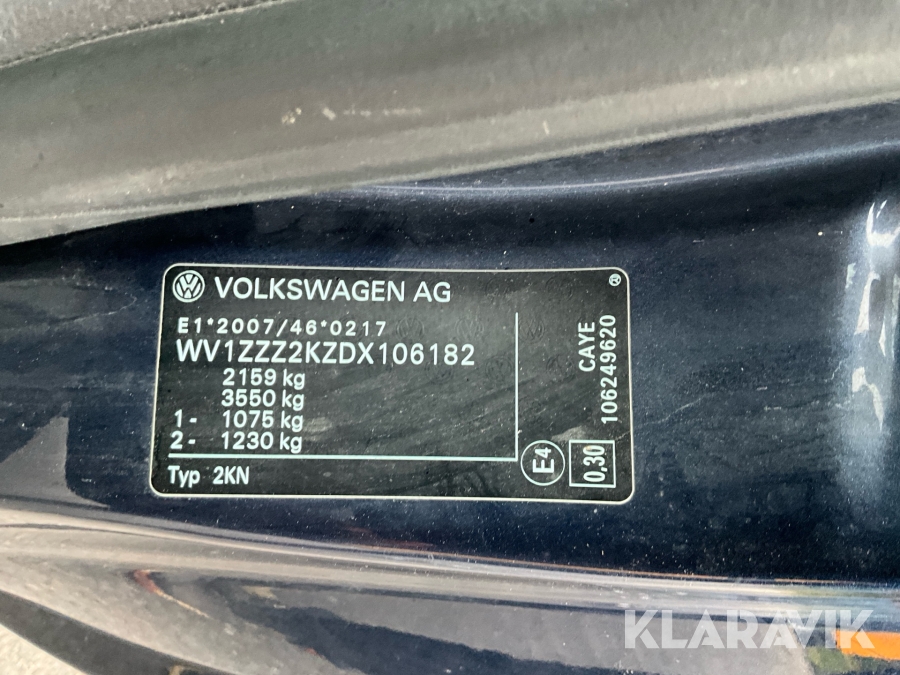 VOLKSWAGEN AG
®
E1*2007/46*0217
WV1ZZZ2KZDX106182
2159 kg
3550 kg
1- 1075 kg
2- 1230 kg
Typ 2KN
CAYE
106249620
E4
0,30
KLARAVIK
KLARAVIK